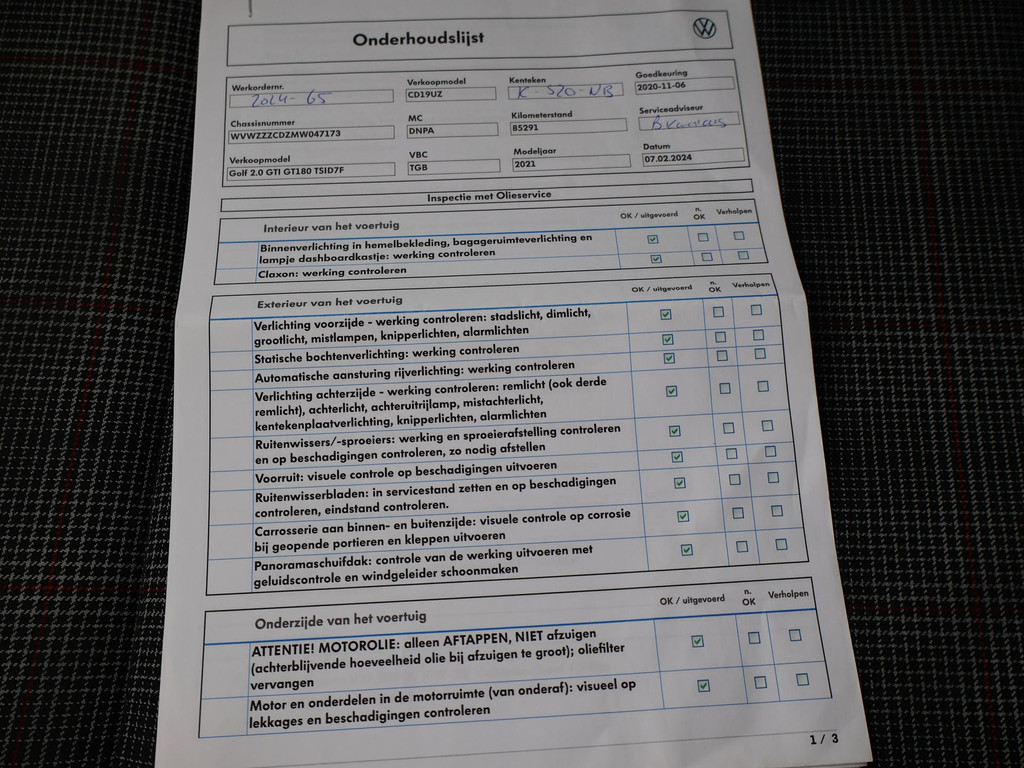 Onderhoudslijst
Werkordernr. Verkoopmodel Kenteken Goedkeuring
2024-65 CD19UZ K-520-NB 2020-11-06
Chassisnummer MC Kilometerstand Serviceadviseur
WVWZZZCDZMW047173 DNPA 85291
Verkoopmodel VBC Modeljaar Datum
Golf 2.0 GTI GT180 TSID7F TGB 2021 07.02.2024
Inspectie met Olieservice
Interieur van het voertuig OK / uitgevoerd n. OK Verholpen
Binnenverlichting in hemelbekleding, bagageruimteverlichting en
lampje dashboardkastje: werking controleren
Claxon: werking controleren
Exterieur van het voertuig OK / uitgevoerd n. OK Verholpen
Verlichting voorzijde - werking controleren: stadslicht, dimlicht,
grootlicht, mistlampen, knipperlichten, alarmlichten
Statische bochtenverlichting: werking controleren
Automatische aansturing rijverlichting: werking controleren
Verlichting achterzijde - werking controleren: remlicht (ook derde
remlicht), achterlicht, achteruitrijlamp, mistachterlicht,
kentekenplaatverlichting, knipperlichten, alarmlichten
Ruitenwissers/-sproeiers: werking en sproeierafstelling controleren
en op beschadigingen controleren, zo nodig afstellen
Voorruit: visuele controle op beschadigingen uitvoeren
Ruitenwisserbladen: in servicestand zetten en op beschadigingen
controleren, eindstand controleren.
Carrosserie aan binnen- en buitenzijde: visuele controle op corrosie
bij geopende portieren en kleppen uitvoeren
Panoramaschuifdak: controle van de werking uitvoeren met
geluidscontrole en windgeleider schoonmaken
Onderzijde van het voertuig OK / uitgevoerd n. OK Verholpen
ATTENTIE! MOTOROLIE: alleen AFTAPPEN, NIET afzuigen
(achterblijvende hoeveelheid olie bij afzuigen te groot); oliefilter
vervangen
Motor en onderdelen in de motorruimte (van onderaf): visueel op
lekkages en beschadigingen controleren
1 / 3